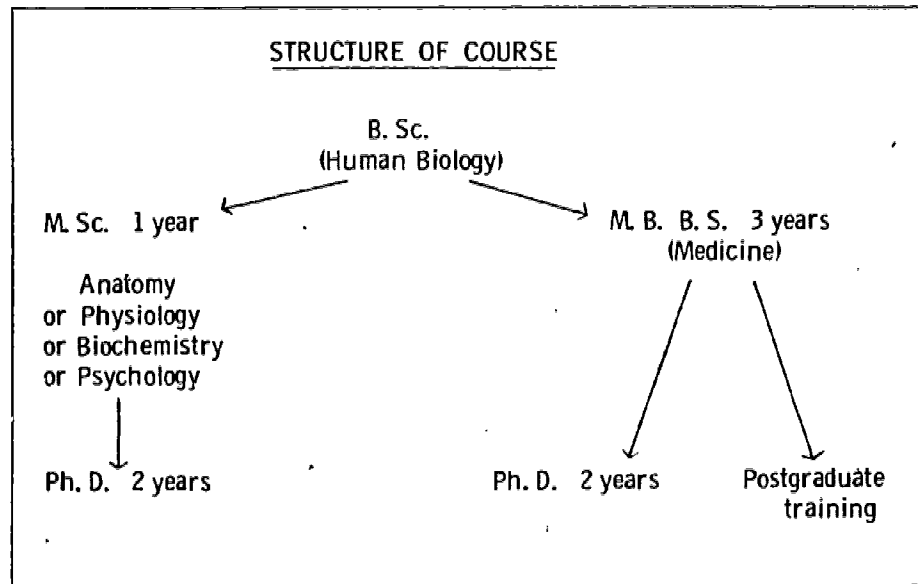 STRUCTURE OF COURSE
B. Sc.
(Human Biology)
M. Sc. 1 year
M. B. B. S. 3 years
(Medicine)
Anatomy
or Physiology
or Biochemistry
or Psychology
Ph. D. 2 years
Ph. D. 2 years
Postgraduate
training